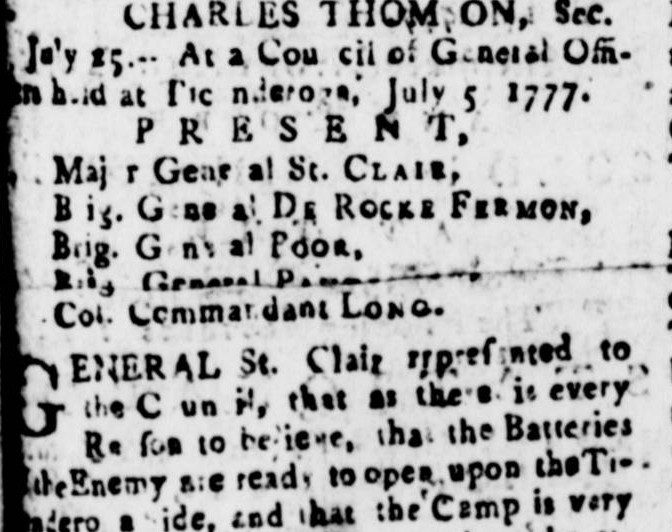 CHARLES THOMSON, Sec.
July 25.-- At a Council of General Offi-
held at Ticonderoga, July 5 1777.
PRESENT,
Major General St. CLAIR,
Brig. General DE ROCKE FERMON,
Brig. General POOR,
Brig. General
Col. Commandant LONG.
GENERAL St. Clair represented to
the Council, that as there is every
Reason to believe, that the Batteries
the Enemy are ready to open upon the Ti-
and that the Camp is very